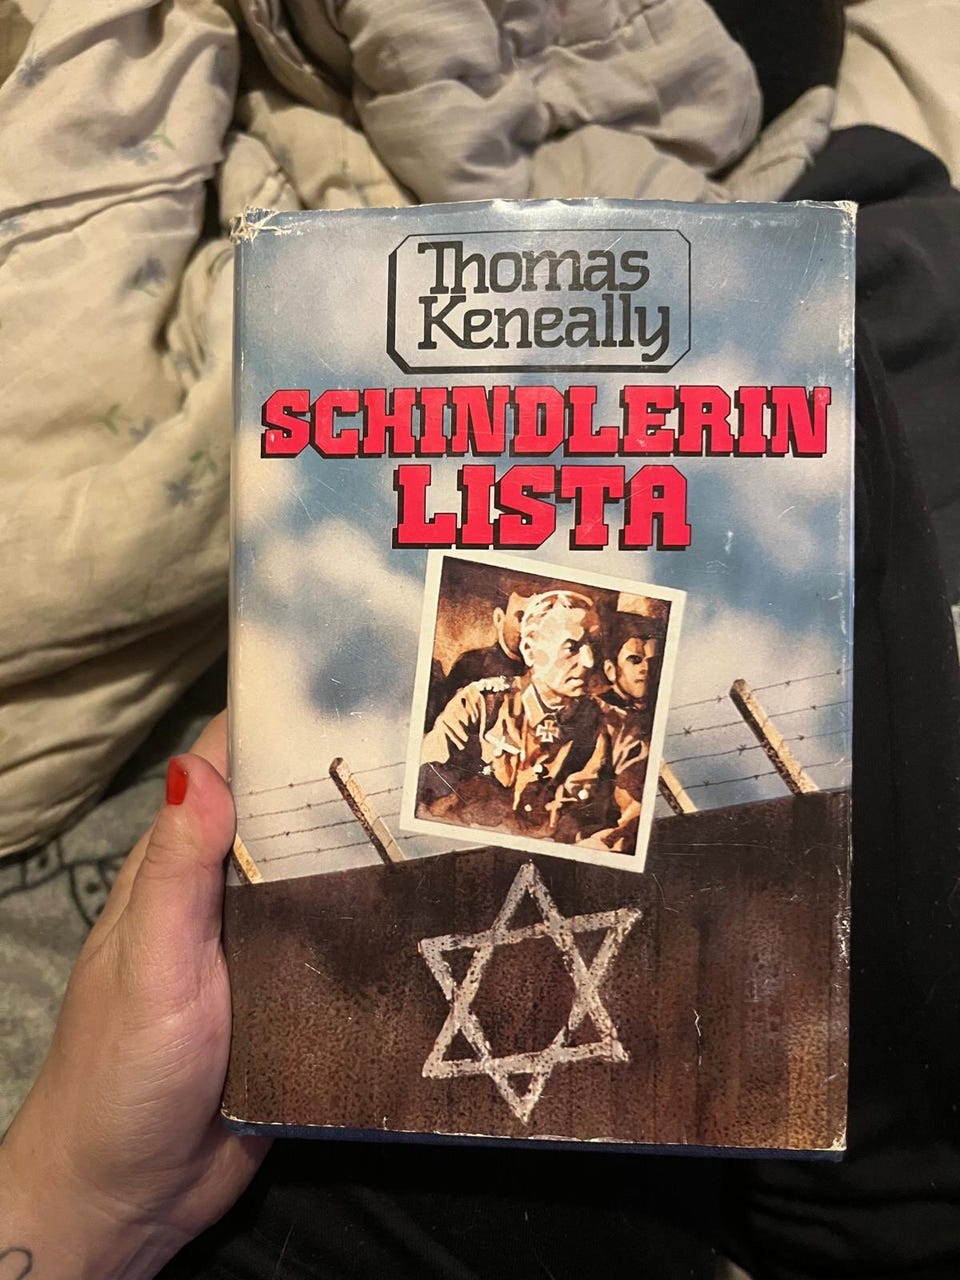 Thomas
Keneally
SCHINDLERIN
LISTA